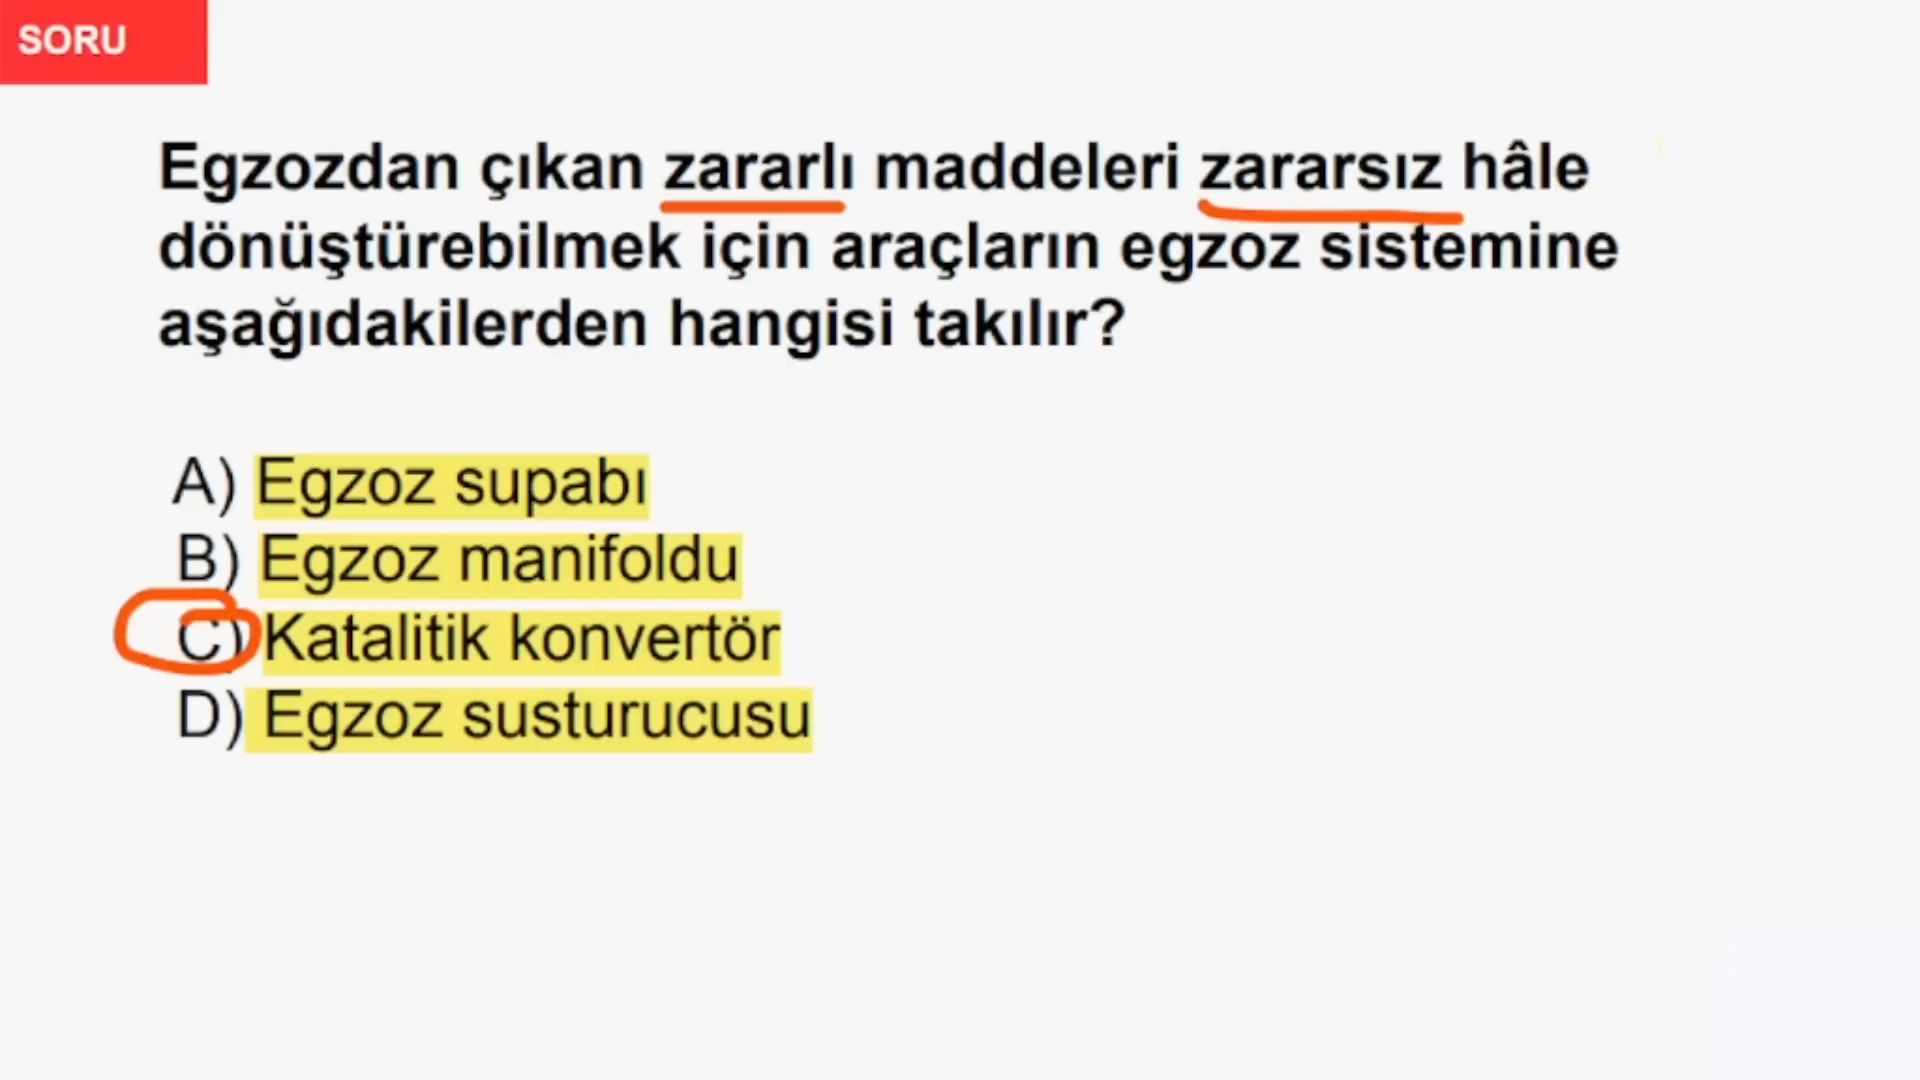 SORU
Egzozdan çıkan zararlı maddeleri zararsız hâle
dönüştürebilmek için araçların egzoz sistemine
aşağıdakilerden hangisi takılır?
A) Egzoz supabı
B) Egzoz manifoldu
C) Katalitik konvertör
D) Egzoz susturucusu